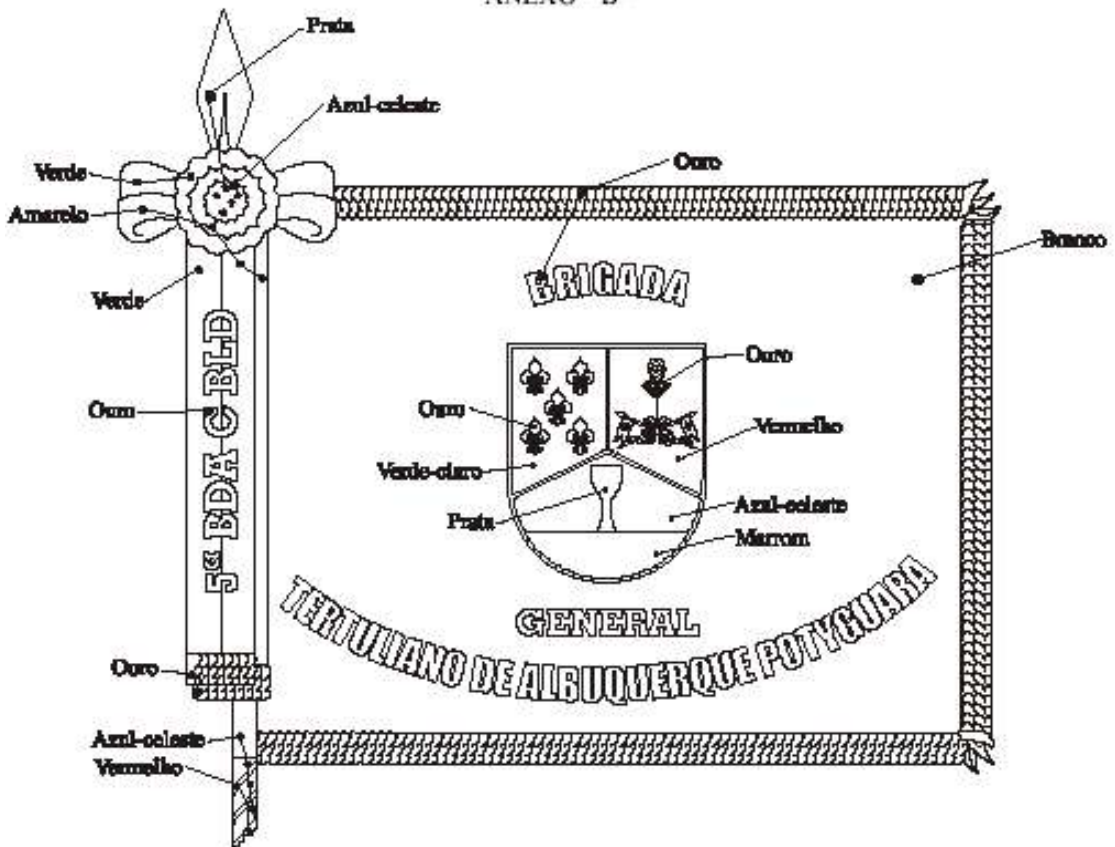 ANEXO "B"
Prata
Azul-celeste
Verde
Ouro
Amarelo
Branco
BRIGADA
Verde
5ª BDA C BLD
Ouro
Ouro
Ouro
Vermelho
Verde-claro
Prata
Azul-celeste
Marrom
GENERAL
TERTULIANO DE ALBUQUERQUE POTYGUARA
Ouro
Azul-celeste
Vermelho